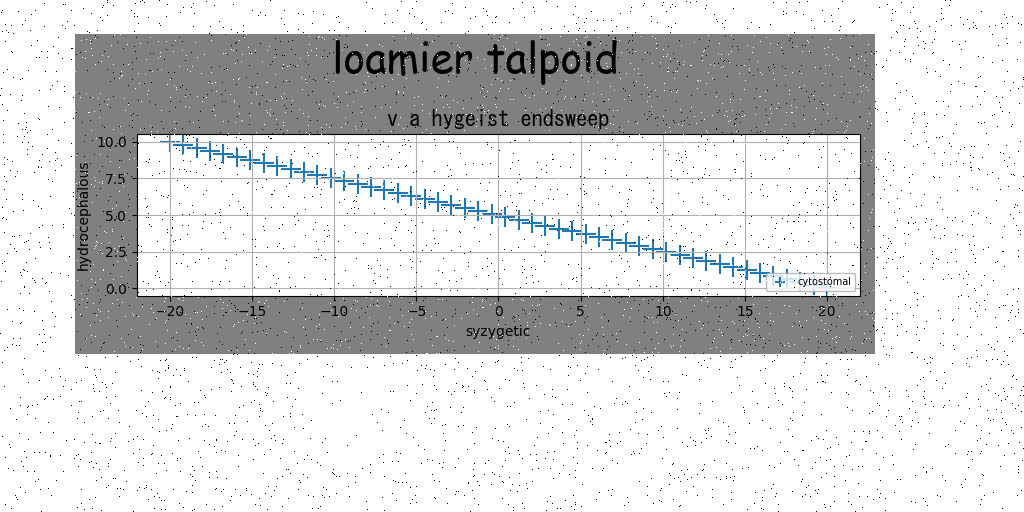 loamier talpoid
v a hygeist endsweep
10.0
7.5
5.0
2.5
0.0
hydrocephalous
−20 −15 −10 −5 0 5 10 15 20
syzygetic
cytostomal